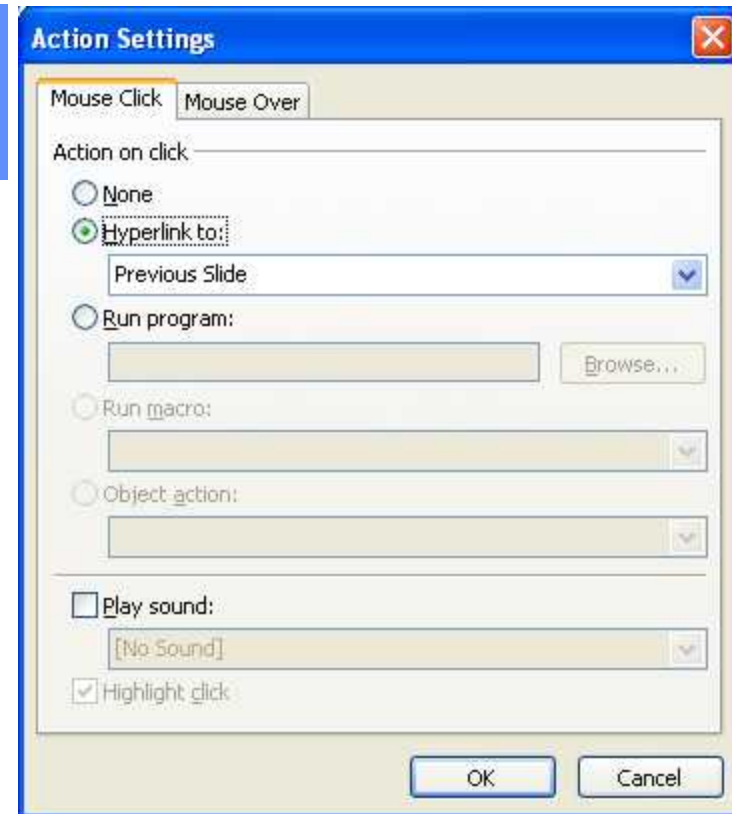 Action Settings
Mouse Click Mouse Over
Action on click
None
Hyperlink to:
Previous Slide
Run program:
Browse...
Run macro:
Object action:
Play sound:
[No Sound]
Highlight click
OK Cancel